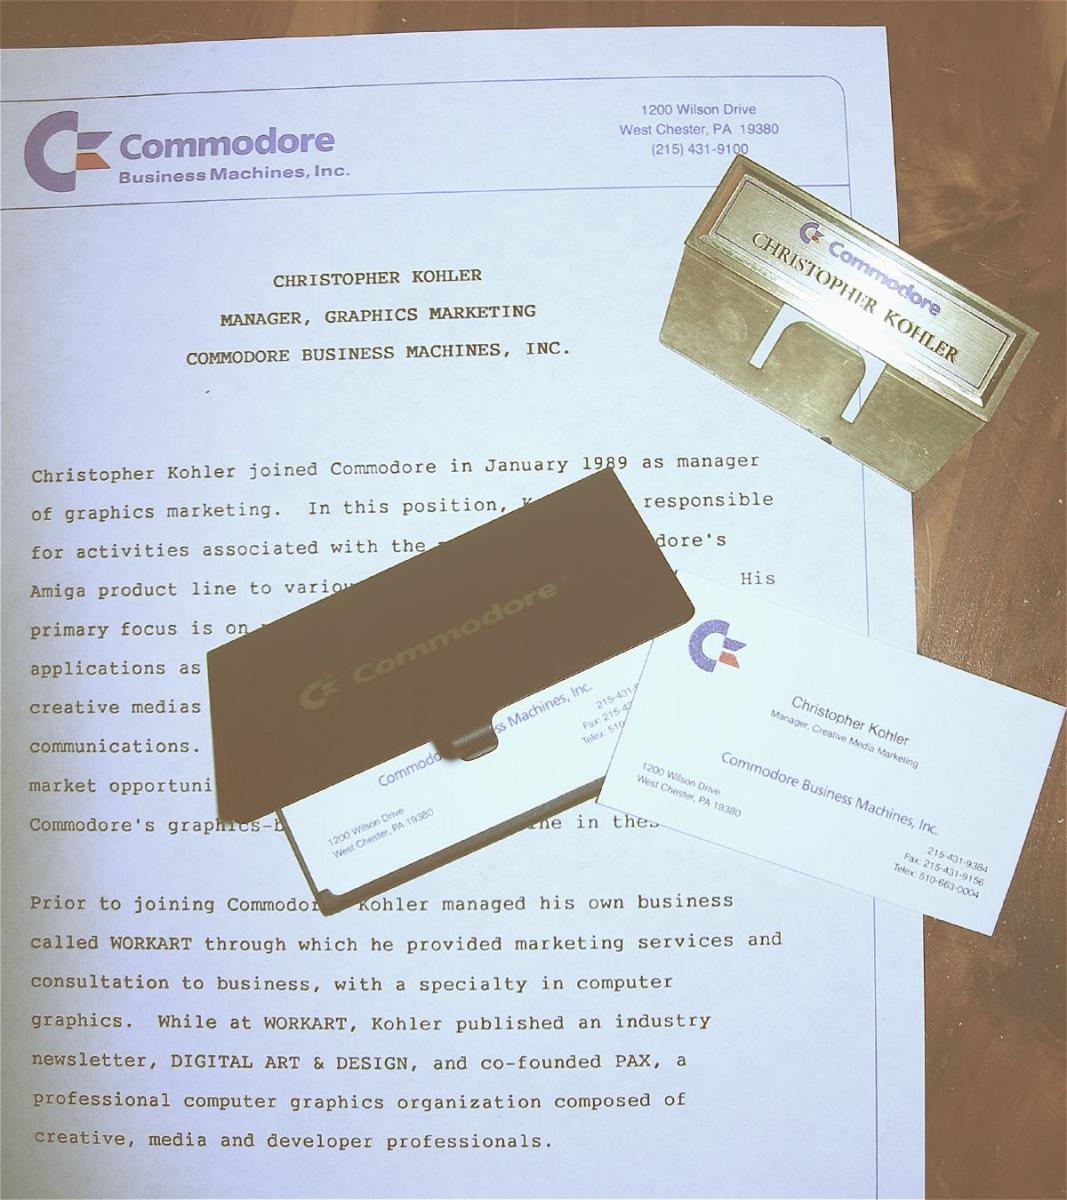 Commodore
Business Machines, Inc.
1200 Wilson Drive
West Chester, PA 19380
(215) 431-9100
Commodore
CHRISTOPHER KOHLER
CHRISTOPHER KOHLER
MANAGER, GRAPHICS MARKETING
COMMODORE BUSINESS MACHINES, INC.
Christopher Kohler joined Commodore in January 1989 as manager
of graphics marketing. In this position, responsible
for activities associated with the
Amiga product line to His
primary focus is on
applications as
creative medias
communications.
market
Commodore's in
Prior to joining Kohler managed his own business
called WORKART through which he provided marketing services and
consultation to business, with a specialty in computer
graphics. While at WORKART, Kohler published an industry
newsletter, DIGITAL ART & DESIGN, and co-founded PAX, a
professional computer graphics organization composed of
creative, media and developer professionals.
Commodore
Machines, Inc.
Fax:
Telex:
1200 Wilson Drive
West Chester, PA 19380
Christopher Kohler
Manager, Creative Media Marketing
Commodore Business Machines, Inc.
1200 Wilson Drive
West Chester, PA 19380
215-431-9384
Fax: 215-431-9156
Telex: 510-663-0004